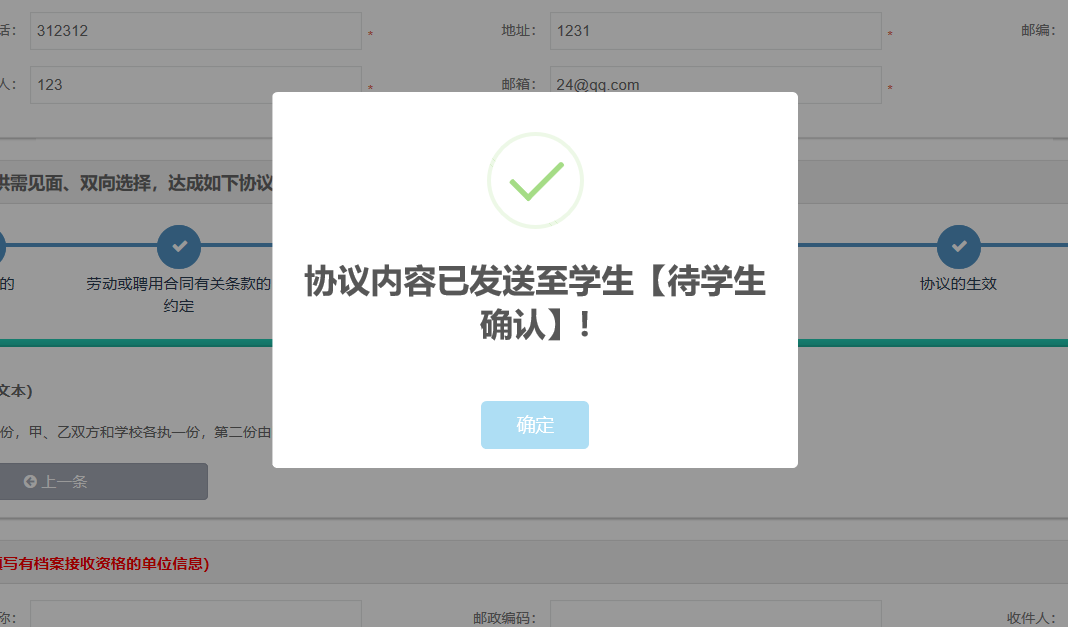 话： 312312 * 地址： 1231 * 邮编：
人： 123 * 邮箱： 24@qq.com *
供需见面、双向选择，达成如下协议
的 劳动或聘用合同有关条款的 协议的生效
约定
协议内容已发送至学生【待学生
确认】!
文本)
份，甲、乙双方和学校各执一份，第二份由
确定
上一条
填写有档案接收资格的单位信息)
称： 邮政编码： 收件人：